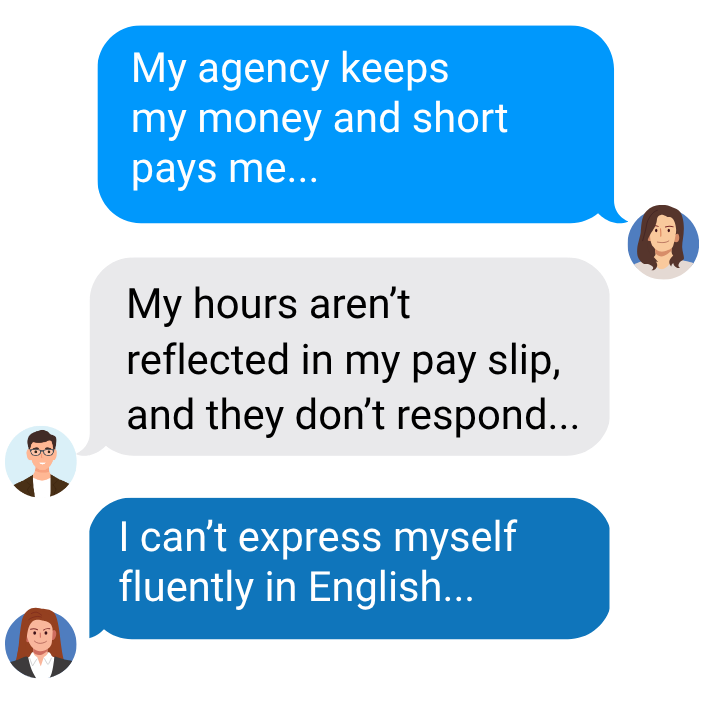 My agency keeps
my money and short
pays me...
My hours aren’t
reflected in my pay slip,
and they don’t respond...
I can’t express myself
fluently in English...